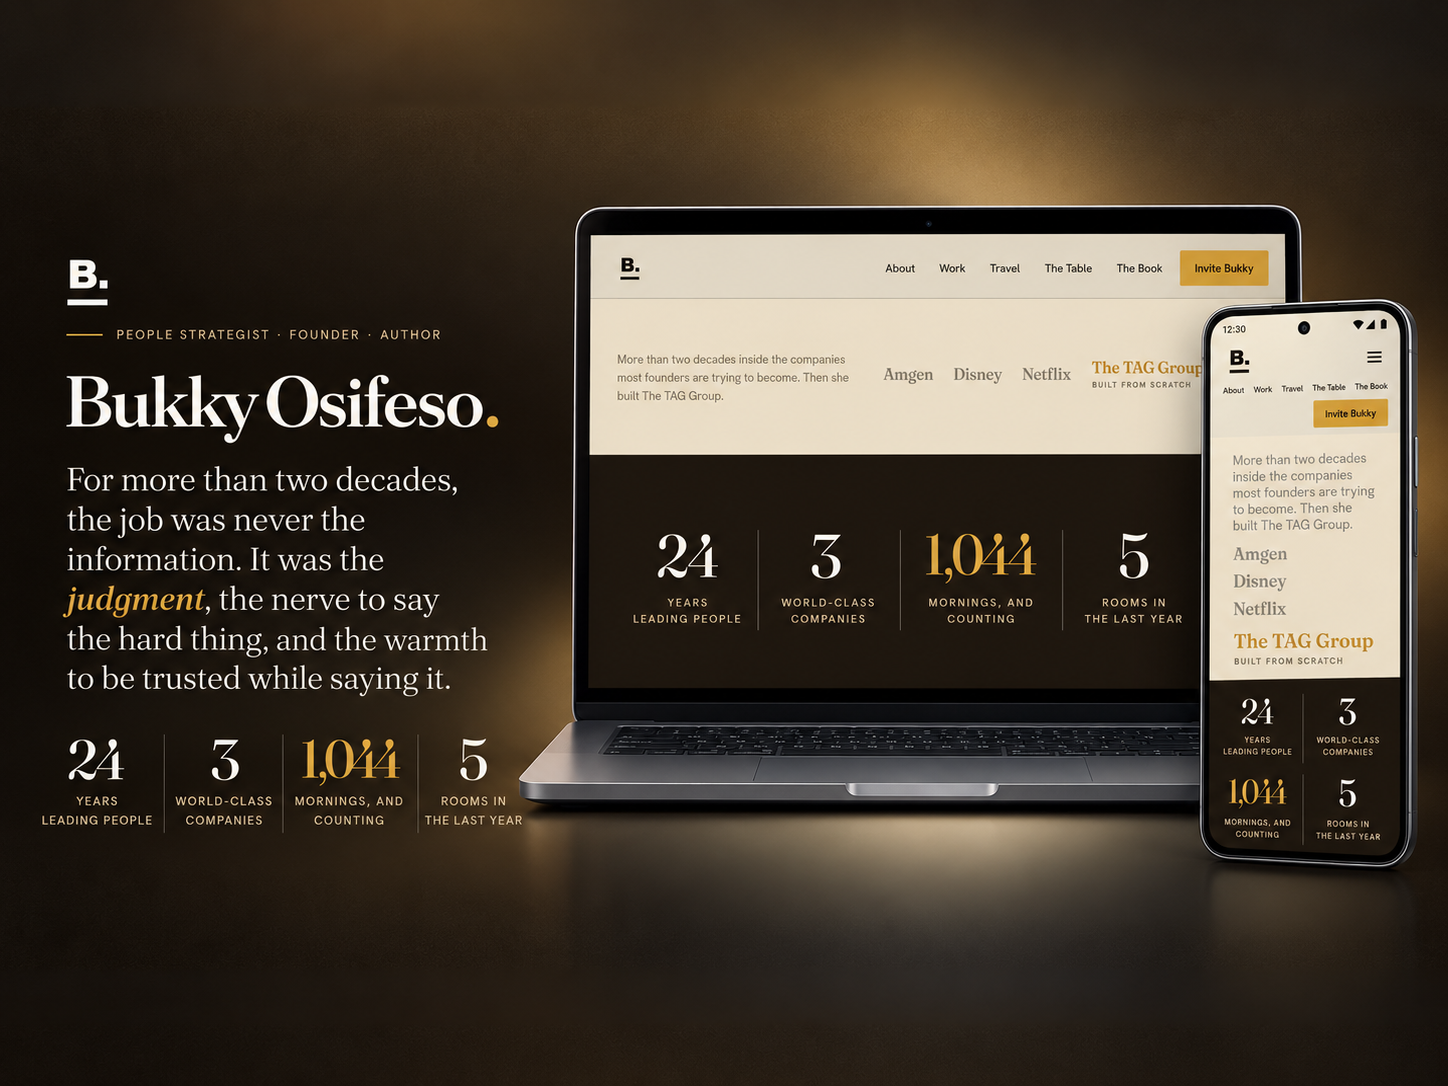 B.
PEOPLE STRATEGIST · FOUNDER · AUTHOR
Bukky Osifeso.
For more than two decades,
the job was never the
information. It was the
judgment, the nerve to say
the hard thing, and the warmth
to be trusted while saying it.
24
YEARS
LEADING PEOPLE
3
WORLD-CLASS
COMPANIES
1,044
MORNINGS, AND
COUNTING
5
ROOMS IN
THE LAST YEAR
B.
About Work Travel The Table The Book Invite Bukky
More than two decades inside the companies
most founders are trying to become. Then she
built The TAG Group.
Amgen Disney Netflix The TAG Group
BUILT FROM SCRATCH
24
YEARS
LEADING PEOPLE
3
WORLD-CLASS
COMPANIES
1,044
MORNINGS, AND
COUNTING
5
ROOMS IN
THE LAST YEAR
12:30
B.
About Work Travel The Table The Book
Invite Bukky
More than two decades
inside the companies
most founders are trying
to become. Then she
built The TAG Group.
Amgen
Disney
Netflix
The TAG Group
BUILT FROM SCRATCH
24
YEARS
LEADING PEOPLE
3
WORLD-CLASS
COMPANIES
1,044
MORNINGS, AND
COUNTING
5
ROOMS IN
THE LAST YEAR